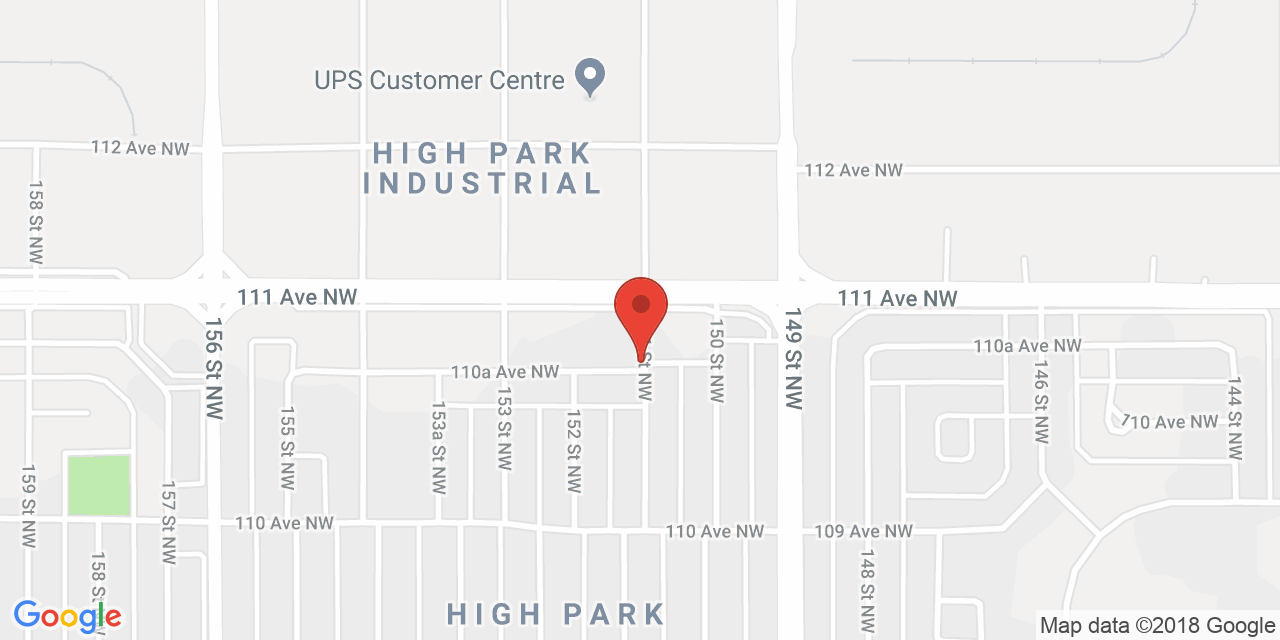 UPS Customer Centre
112 Ave NW
HIGH PARK
INDUSTRIAL
112 Ave NW
158 St NW
111 Ave NW
111 Ave NW
156 St NW
149 St NW
150 St NW
St NW
110a Ave NW
110a Ave NW
146 St NW
144 St NW
153a St NW
153 St NW
152 St NW
155 St NW
710 Ave NW
159 St NW
157 St NW
110 Ave NW
110 Ave NW
109 Ave NW
158 St
148 St NW
HIGH PARK
Google
Map data ©2018 Google